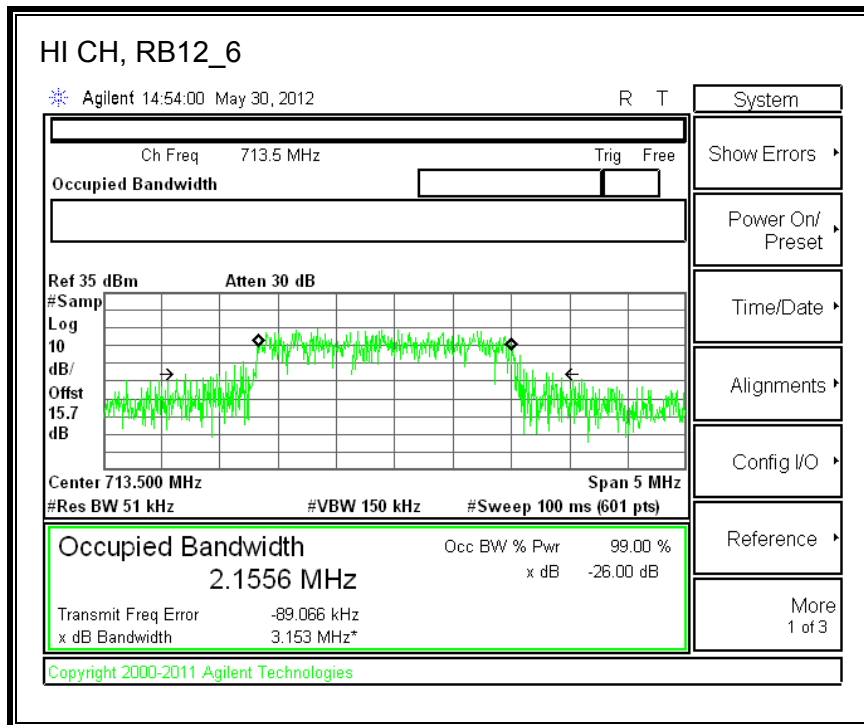 HI CH, RB12_6
Agilent 14:54:00 May 30, 2012 R T
System
Ch Freq 713.5 MHz Trig Free
Occupied Bandwidth
Show Errors
Power On/
Preset
Time/Date
Alignments
Config I/O
Reference
More
1 of 3
Ref 35 dBm Atten 30 dB
#Samp
Log
10
dB/
Offst
15.7
dB
Center 713.500 MHz Span 5 MHz
#Res BW 51 kHz #VBW 150 kHz #Sweep 100 ms (601 pts)
Occupied Bandwidth Occ BW % Pwr 99.00 %
2.1556 MHz x dB -26.00 dB
Transmit Freq Error -89.066 kHz
x dB Bandwidth 3.153 MHz*
Copyright 2000-2011 Agilent Technologies